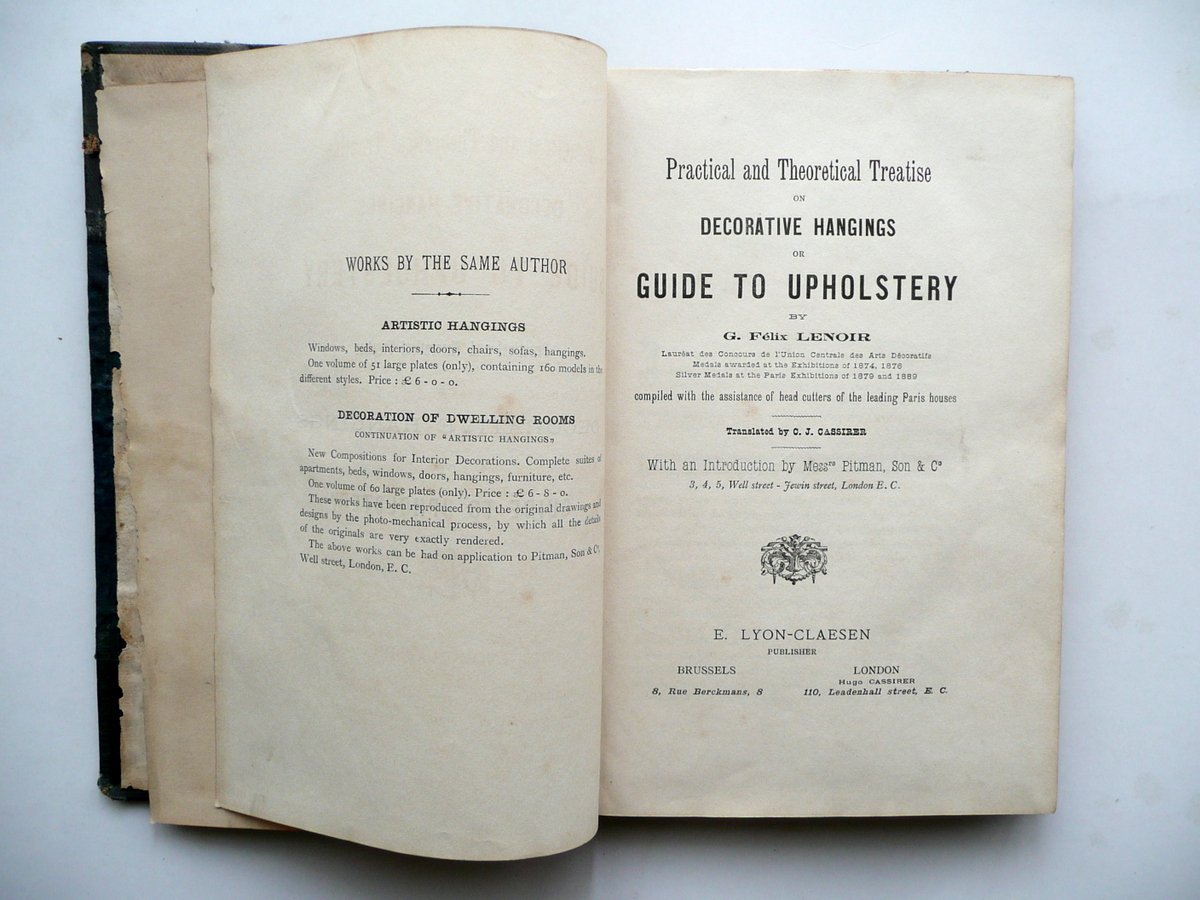 WORKS BY THE SAME AUTHOR
ARTISTIC HANGINGS
Windows, beds, interiors, doors, chairs, sofas, hangings.
One volume of 51 large plates (only), containing 160 models in the
different styles. Price : £ 6 - 0 - 0.
DECORATION OF DWELLING ROOMS
CONTINUATION OF "ARTISTIC HANGINGS"
New Compositions for Interior Decorations. Complete suites of
apartments, beds, windows, doors, hangings, furniture, etc.
One volume of 60 large plates (only). Price : £ 6 - 8 - 0.
These works have been reproduced from the original drawings and
designs by the photo-mechanical process, by which all the details
of the originals are very exactly rendered.
The above works can be had on application to Pitman, Son & Cº,
Well street, London, E. C.
Practical and Theoretical Treatise
ON
DECORATIVE HANGINGS
OR
GUIDE TO UPHOLSTERY
BY
G. Félix LENOIR
Lauréat des Concours de l'Union Centrale des Arts Décoratifs
Medals awarded at the Exhibitions of 1874, 1876
Silver Medals at the Paris Exhibitions of 1879 and 1889
compiled with the assistance of head cutters of the leading Paris houses
Translated by C. J. CASSIRER
With an Introduction by Messrs Pitman, Son & Cº
3, 4, 5, Well street - Jewin street, London E. C.
E. LYON-CLAESEN
PUBLISHER
BRUSSELS LONDON
Hugo CASSIRER
8, Rue Berckmans, 8 110, Leadenhall street, E. C.